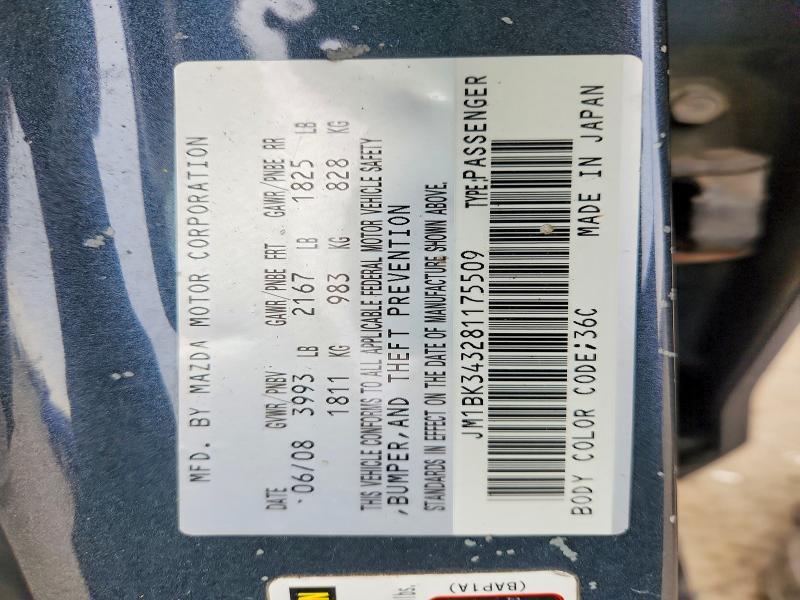 MFD. BY MAZDA MOTOR CORPORATION
DATE GVWR/PNBV GAWR/PNBE FRT GAWR/PNBE RR
06/08 3993 LB 2167 LB 1825 LB
1811 KG 983 KG 828 KG
THIS VEHICLE CONFORMS TO ALL APPLICABLE FEDERAL MOTOR VEHICLE SAFETY
,BUMPER,AND THEFT PREVENTION
STANDARDS IN EFFECT ON THE DATE OF MANUFACTURE SHOWN ABOVE.
JM1BK343281175509 TYPE:PASSENGER
BODY COLOR CODE;36C MADE IN JAPAN
lbs.
(BAP1A)